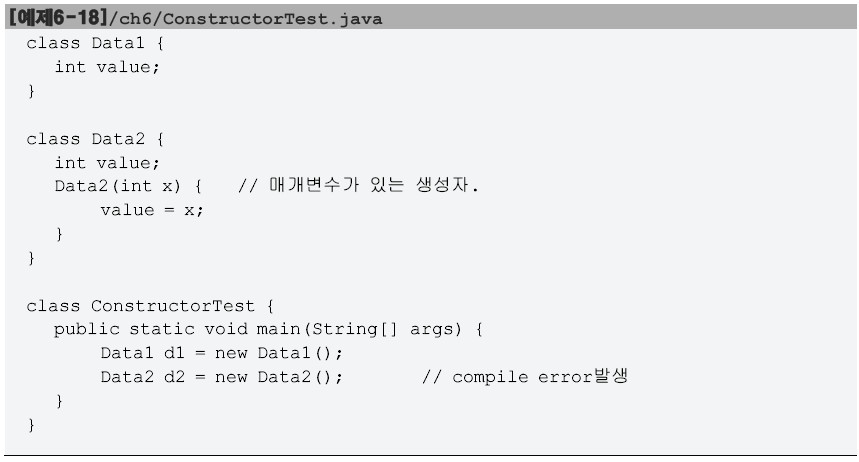 [예제6-18]/ch6/ConstructorTest.java
class Data1 {
int value;
}
class Data2 {
int value;
Data2(int x) { // 매개변수가 있는 생성자.
value = x;
}
}
class ConstructorTest {
public static void main(String[] args) {
Data1 d1 = new Data1();
Data2 d2 = new Data2(); // compile error발생
}
}